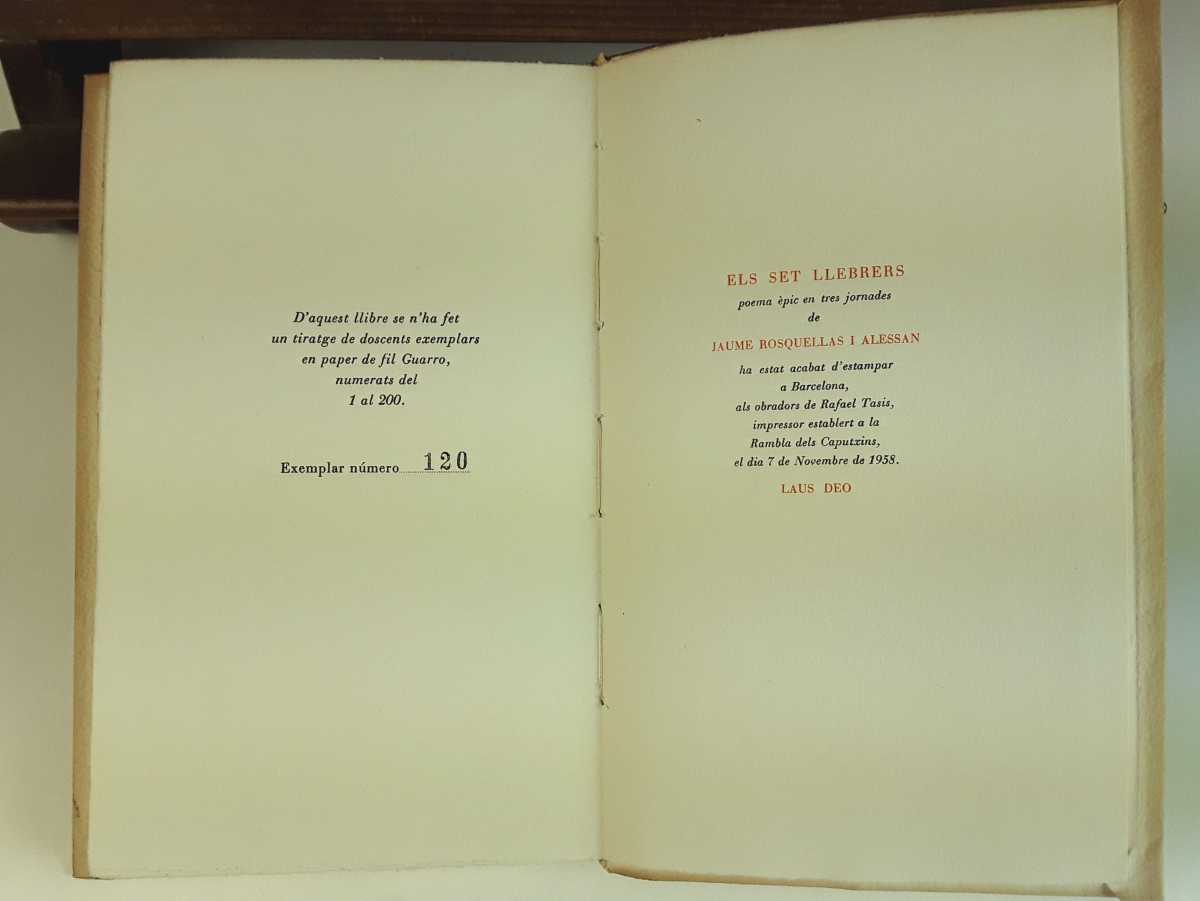 D'aquest llibre se n'ha fet
un tiratge de doscents exemplars
en paper de fil Guarro,
numerats del
1 al 200.
Exemplar número 120
ELS SET LLEBRERS
poema èpic en tres jornades
de
JAUME ROSQUELLAS I ALESSAN
ha estat acabat d'estampar
a Barcelona,
als obradors de Rafael Tasis,
impressor establert a la
Rambla dels Caputxins,
el dia 7 de Novembre de 1958.
LAUS DEO